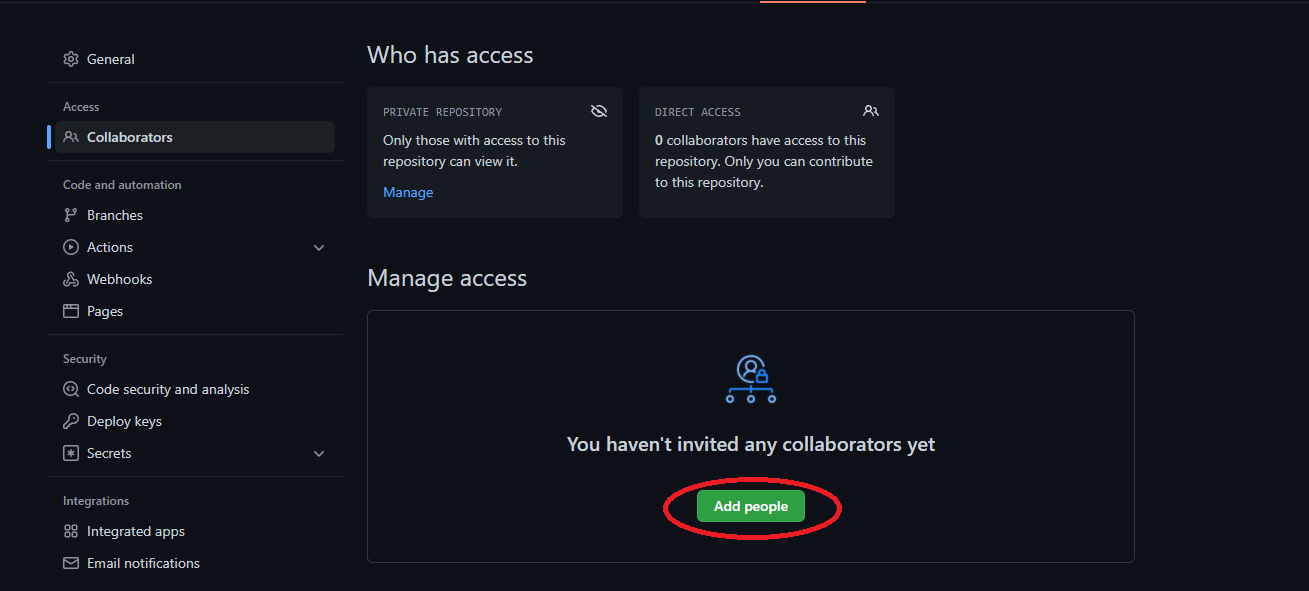 General
Access
Collaborators
Code and automation
Branches
Actions
Webhooks
Pages
Security
Code security and analysis
Deploy keys
Secrets
Integrations
Integrated apps
Email notifications
Who has access
PRIVATE REPOSITORY
Only those with access to this
repository can view it.
Manage
DIRECT ACCESS
0 collaborators have access to this
repository. Only you can contribute
to this repository.
Manage access
You haven't invited any collaborators yet
Add people